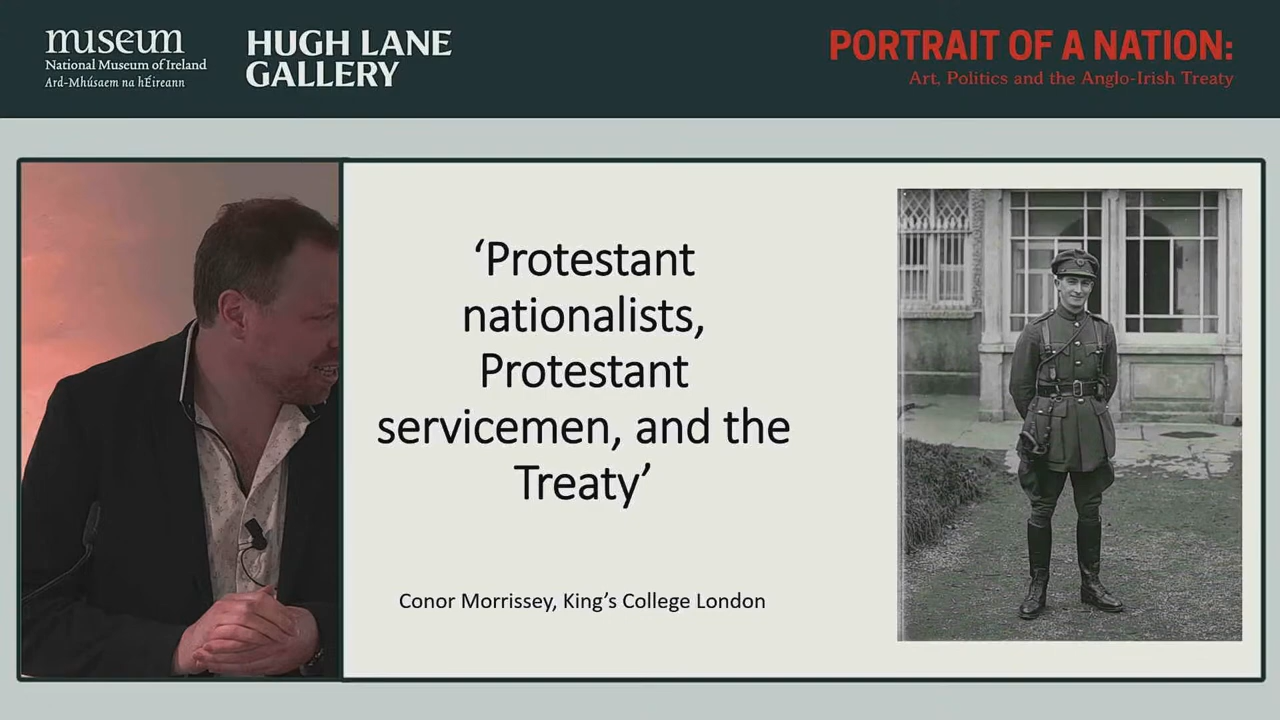 museum
National Museum of Ireland
Ard-Mhúsaem na hÉireann
HUGH LANE
GALLERY
PORTRAIT OF A NATION:
Art, Politics and the Anglo-Irish Treaty
‘Protestant
nationalists,
Protestant
servicemen, and the
Treaty’
Conor Morrissey, King’s College London